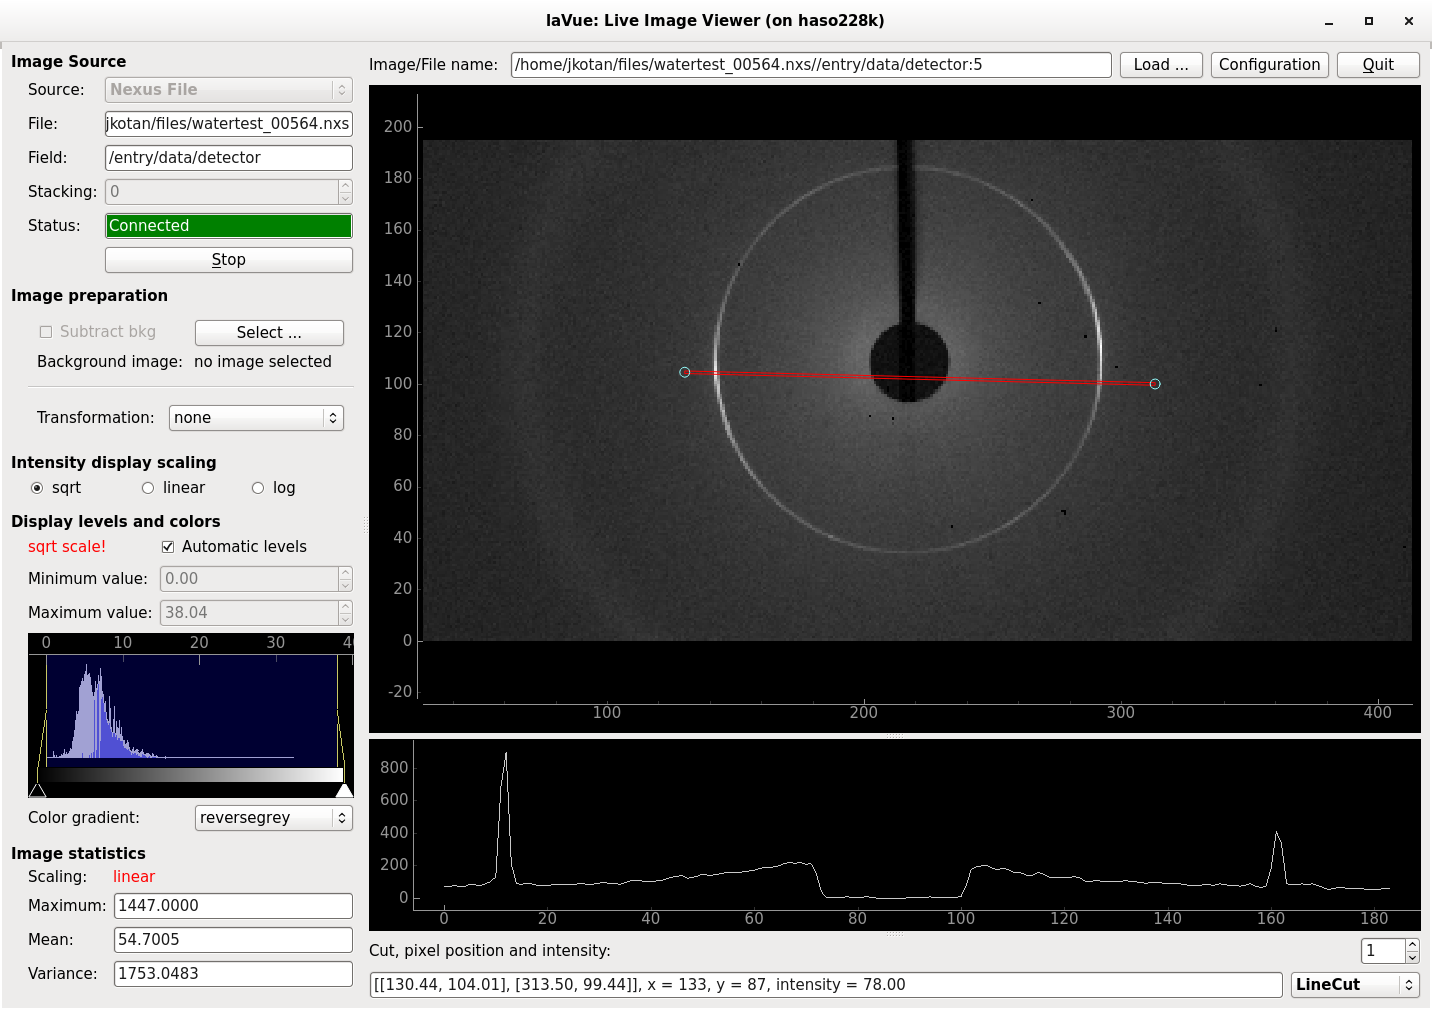 laVue: Live Image Viewer (on haso228k)
Image Source
Source: Nexus File
File: jkotan/files/watertest_00564.nxs
Field: /entry/data/detector
Stacking: 0
Status: Connected
Stop
Image preparation
Subtract bkg Select ...
Background image: no image selected
Transformation: none
Intensity display scaling
sqrt linear log
Display levels and colors
sqrt scale! Automatic levels
Minimum value: 0.00
Maximum value: 38.04
0 10 20 30 4
Color gradient: reversegrey
Image statistics
Scaling: linear
Maximum: 1447.0000
Mean: 54.7005
Variance: 1753.0483
Image/File name: /home/jkotan/files/watertest_00564.nxs//entry/data/detector:5 Load ... Configuration Quit
200
180
160
140
120
100
80
60
40
20
0
-20
100 200 300 400
800
600
400
200
0
0 20 40 60 80 100 120 140 160 180
Cut, pixel position and intensity: 1
[[130.44, 104.01], [313.50, 99.44]], x = 133, y = 87, intensity = 78.00 LineCut